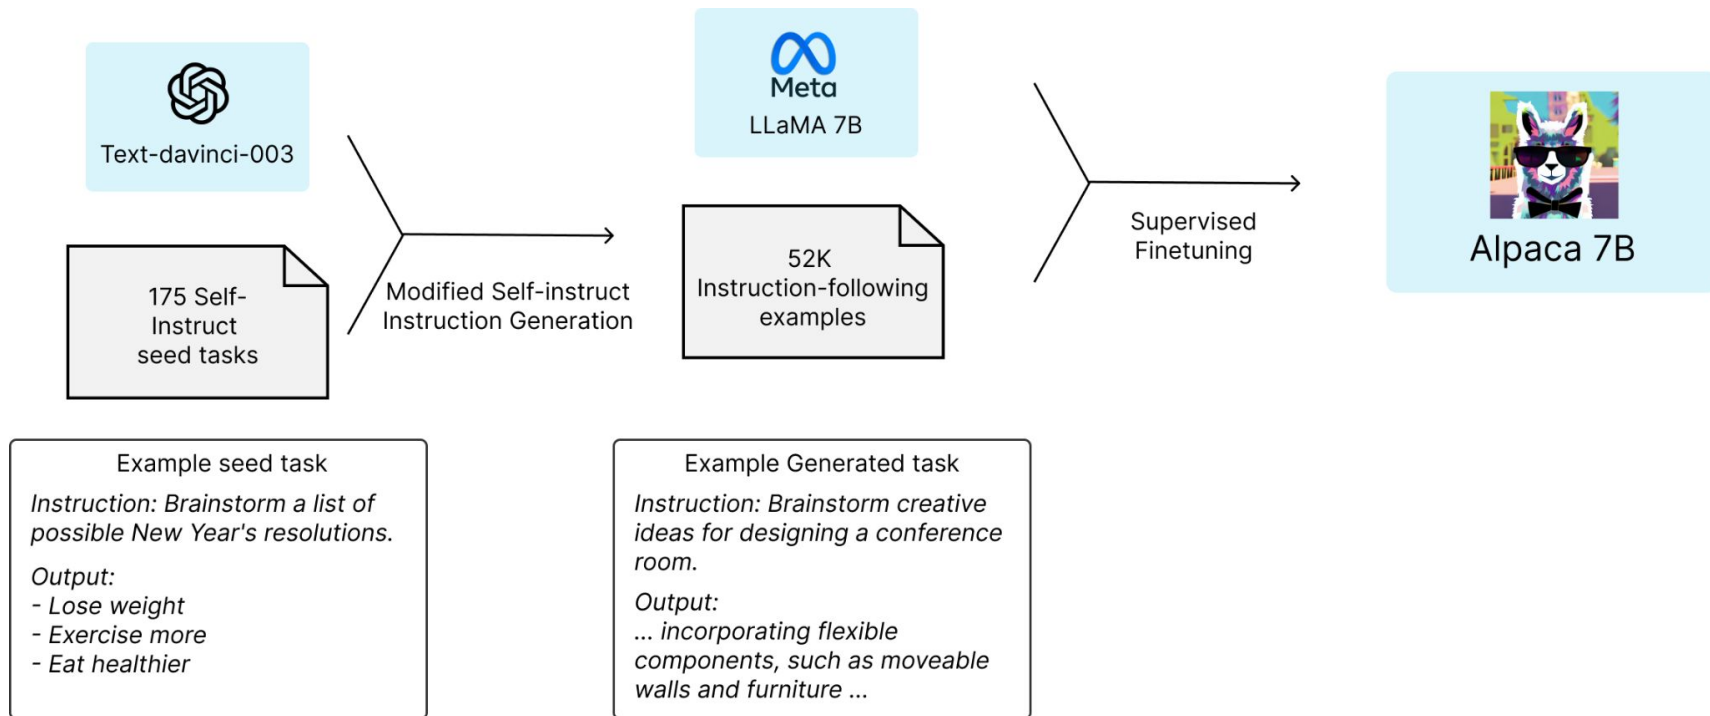 Text-davinci-003
175 Self-
Instruct
seed tasks
Modified Self-instruct
Instruction Generation
Meta
LLaMA 7B
52K
Instruction-following
examples
Supervised
Finetuning
Alpaca 7B
Example seed task
Instruction: Brainstorm a list of
possible New Year's resolutions.
Output:
- Lose weight
- Exercise more
- Eat healthier
Example Generated task
Instruction: Brainstorm creative
ideas for designing a conference
room.
Output:
... incorporating flexible
components, such as moveable
walls and furniture ...